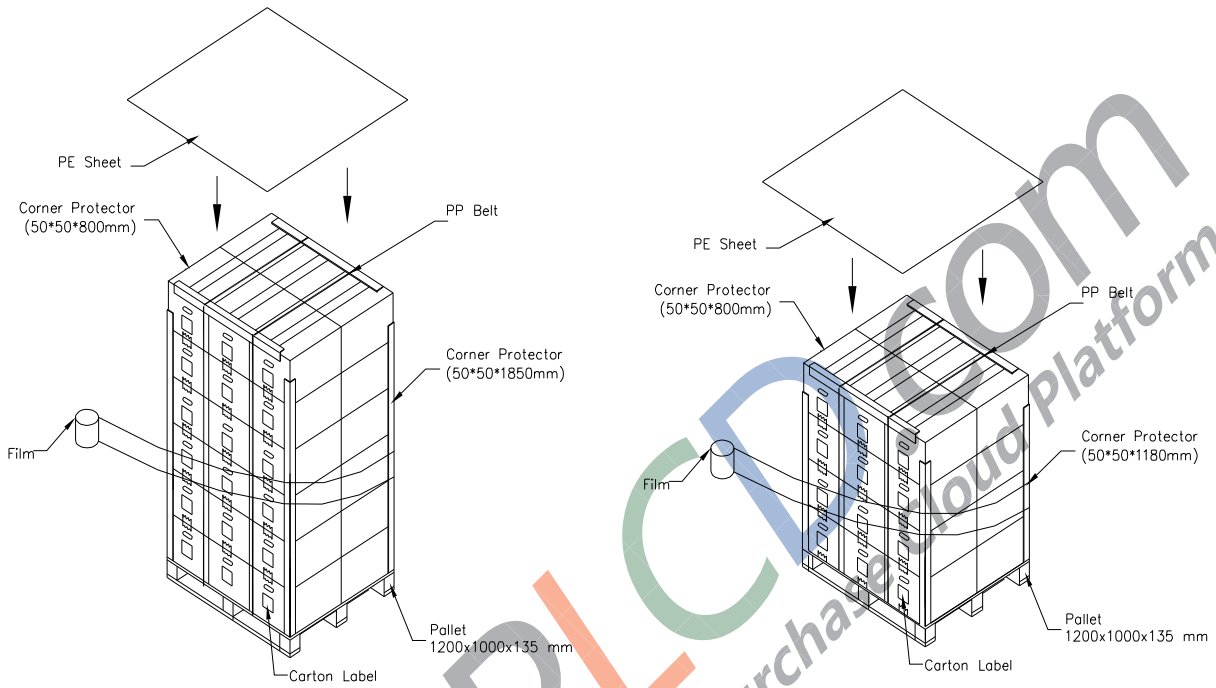 PE Sheet
Corner Protector
(50*50*800mm)
PP Belt
Corner Protector
(50*50*1850mm)
Film
Pallet
1200x1000x135 mm
Carton Label
PE Sheet
Corner Protector
(50*50*800mm)
PP Belt
Corner Protector
(50*50*1180mm)
Film
Pallet
1200x1000x135 mm
Carton Label
PLCD.com
urchase Cloud Platform